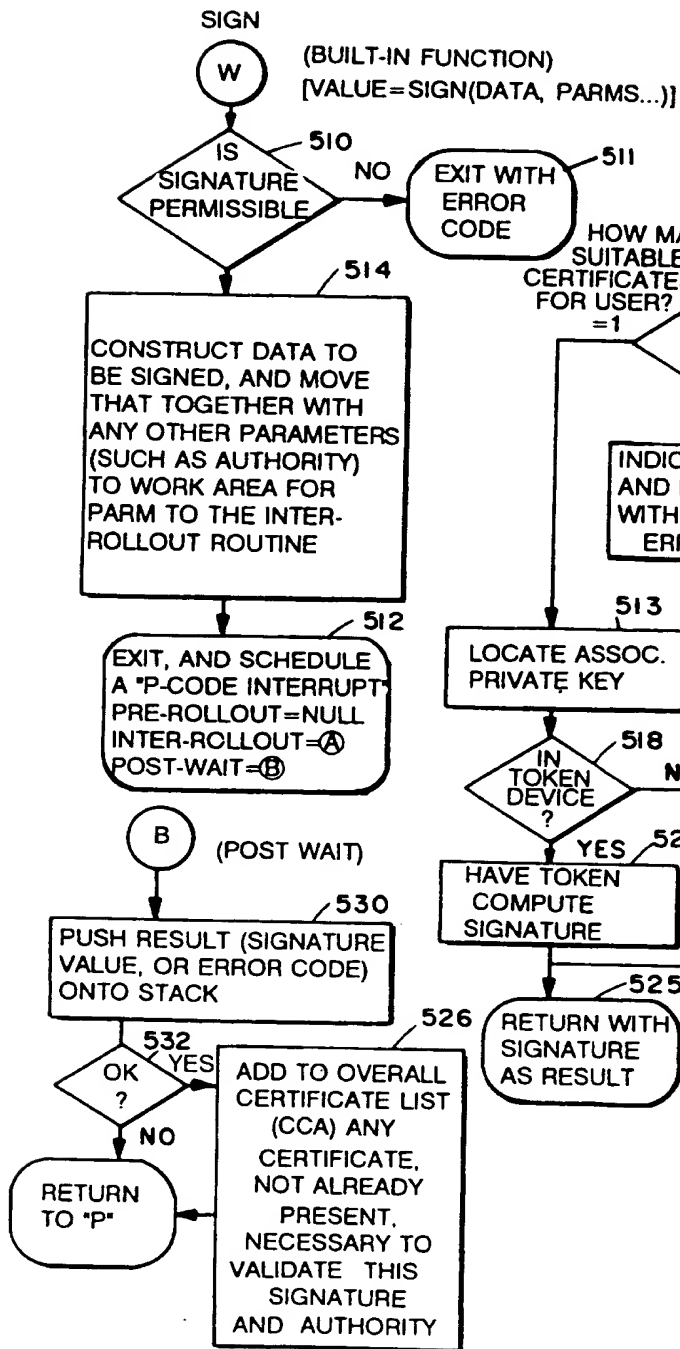 SIGN
W
(BUILT-IN FUNCTION)
[VALUE=SIGN(DATA, PARMS...)]
510
IS
SIGNATURE
PERMISSIBLE
NO
511
EXIT WITH
ERROR
CODE
514
CONSTRUCT DATA TO
BE SIGNED, AND MOVE
THAT TOGETHER WITH
ANY OTHER PARAMETERS
(SUCH AS AUTHORITY)
TO WORK AREA FOR
PARM TO THE INTER-
ROLLOUT ROUTINE
512
EXIT, AND SCHEDULE
A "P-CODE INTERRUPT"
PRE-ROLLOUT=NULL
INTER-ROLLOUT=Ⓐ
POST-WAIT=Ⓑ
B
(POST WAIT)
530
PUSH RESULT (SIGNATURE
VALUE, OR ERROR CODE)
ONTO STACK
532
OK
?
YES
NO
RETURN
TO "P"
526
ADD TO OVERALL
CERTIFICATE LIST
(CCA) ANY
CERTIFICATE,
NOT ALREADY
PRESENT,
NECESSARY TO
VALIDATE THIS
SIGNATURE
AND AUTHORITY
HOW
SUITABLE
FOR USER?
=1
AND
WITH
513
LOCATE ASSOC.
PRIVATE KEY
518
IN
TOKEN
DEVICE
?
YES
HAVE TOKEN
COMPUTE
SIGNATURE
525
RETURN WITH
SIGNATURE
AS RESULT